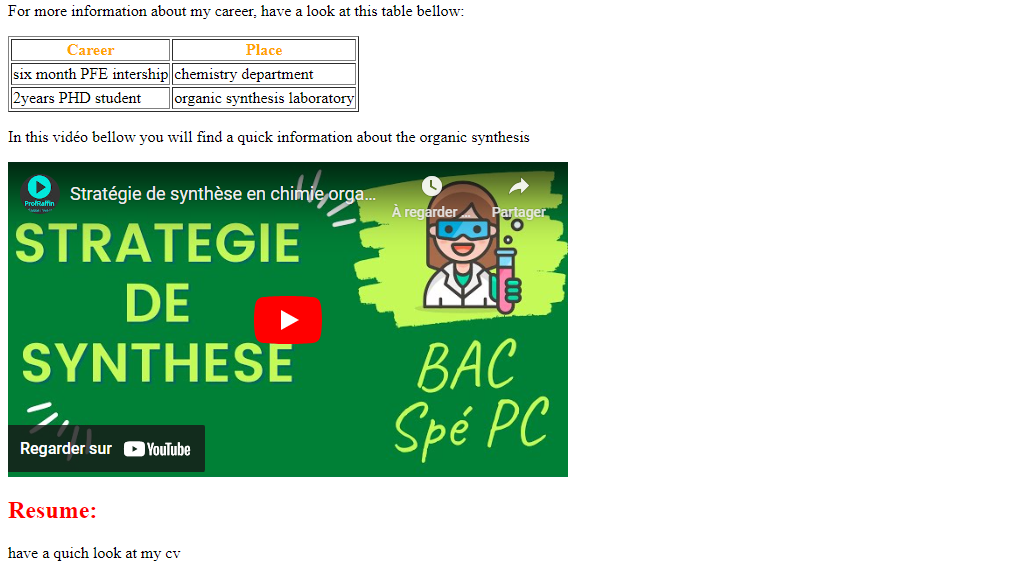 For more information about my career, have a look at this table bellow:
Career Place
six month PFE intership chemistry department
2years PHD student organic synthesis laboratory
In this vidéo bellow you will find a quick information about the organic synthesis
ProfRaffin
Stratégie de synthèse en chimie orga...
À regarder ... Partager
STRATEGIE
DE
SYNTHESE
BAC
Spé PC
Regarder sur YouTube
Resume:
have a quich look at my cv